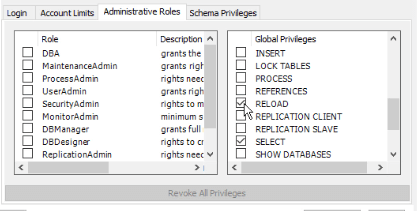 Login Account Limits Administrative Roles Schema Privileges
Role Description
DBA grants the
MaintenanceAdmin grants righ
ProcessAdmin rights need
UserAdmin grants righ
SecurityAdmin rights to m
MonitorAdmin minimum s
DBManager grants full
DBDesigner rights to cr
ReplicationAdmin rights need
Global Privileges
INSERT
LOCK TABLES
PROCESS
REFERENCES
RELOAD
REPLICATION CLIENT
REPLICATION SLAVE
SELECT
SHOW DATABASES
Revoke All Privileges